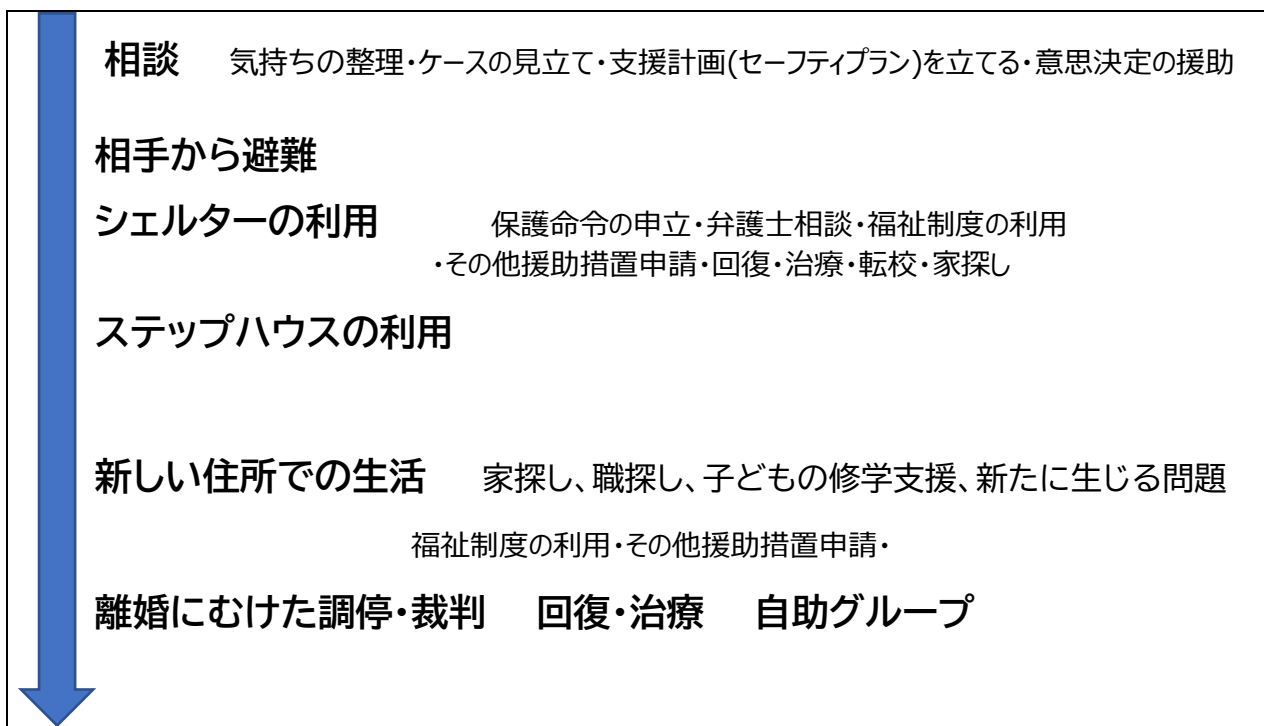 相談 気持ちの整理・ケースの見立て・支援計画(セーフティプラン)を立てる・意思決定の援助
相手から避難
シェルターの利用 保護命令の申立・弁護士相談・福祉制度の利用
・その他援助措置申請・回復・治療・転校・家探し
ステップハウスの利用
新しい住所での生活 家探し、職探し、子どもの修学支援、新たに生じる問題
福祉制度の利用・その他援助措置申請・
離婚にむけた調停・裁判 回復・治療 自助グループ